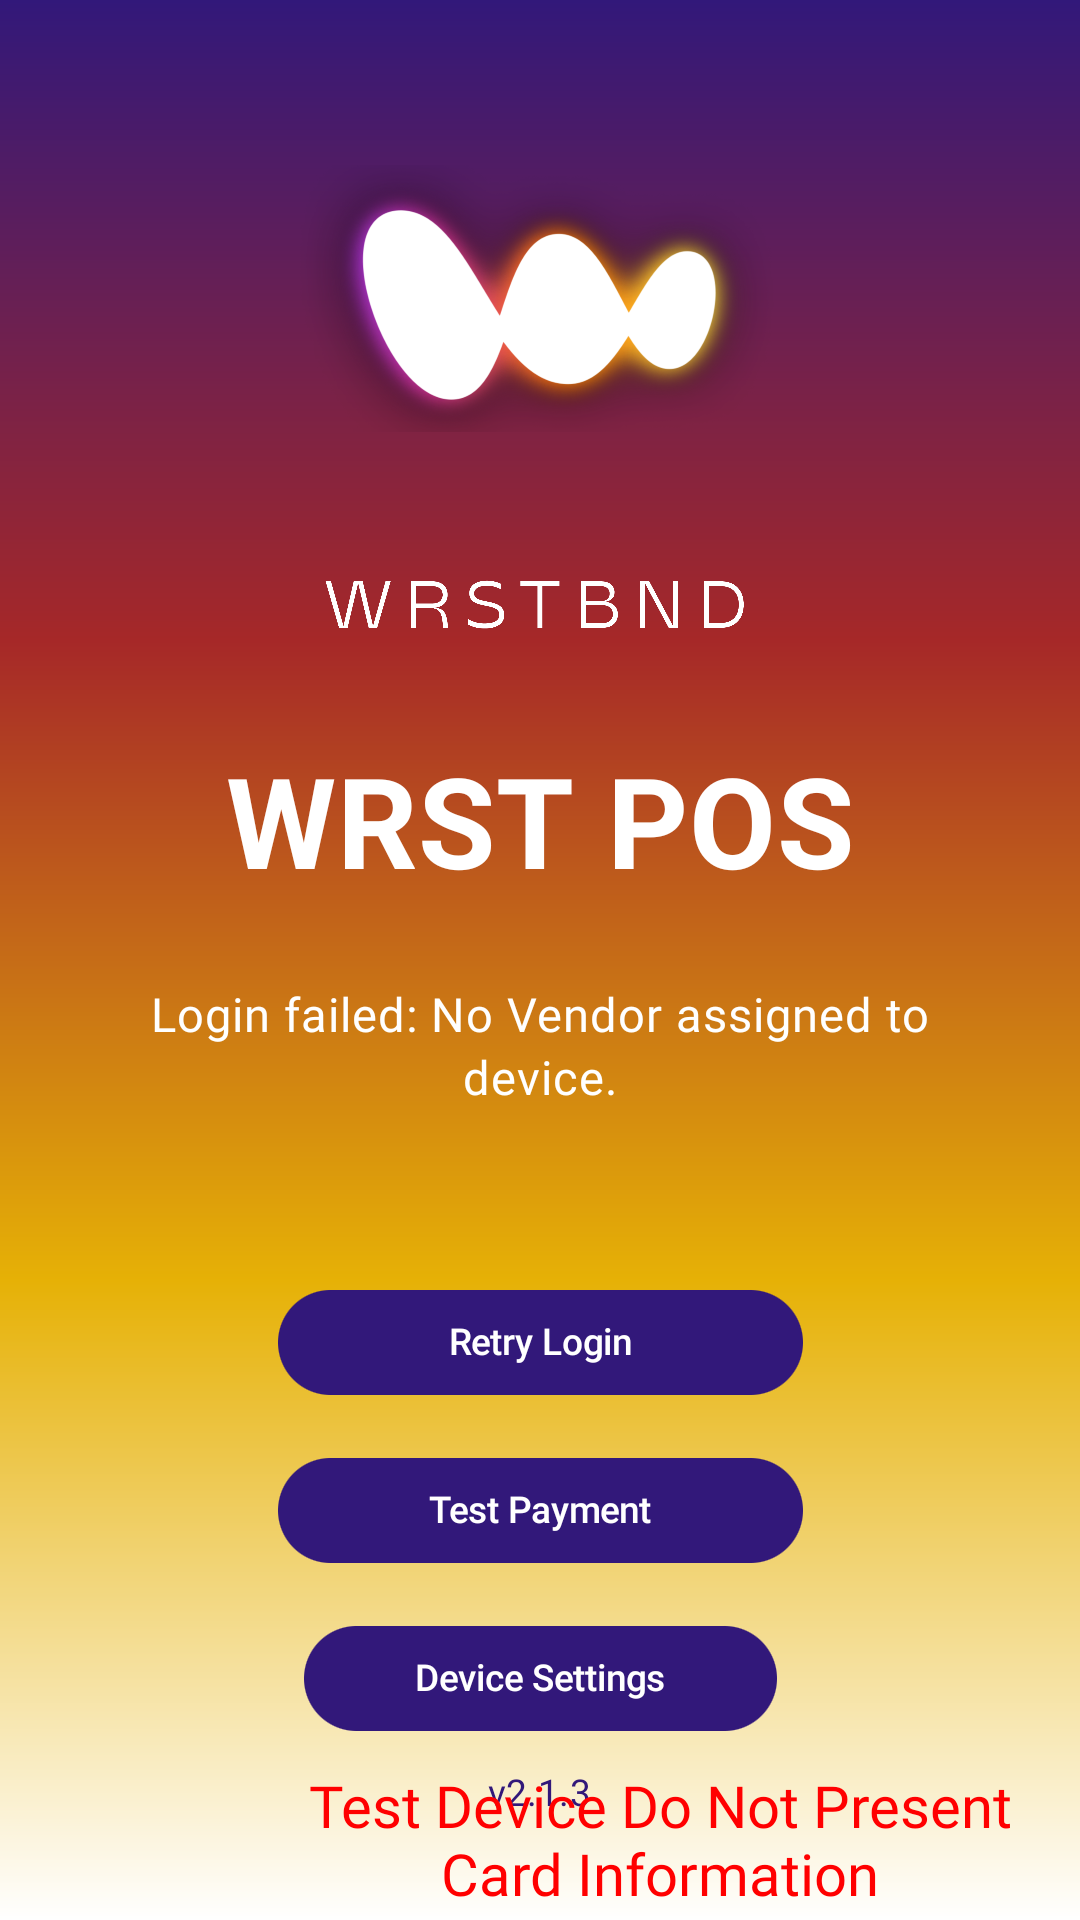 WRSTBND
WRST POS
Login failed: No Vendor assigned to
device.
Retry Login
Test Payment
Device Settings
v2.1.3
Test Device Do Not Present
Card Information